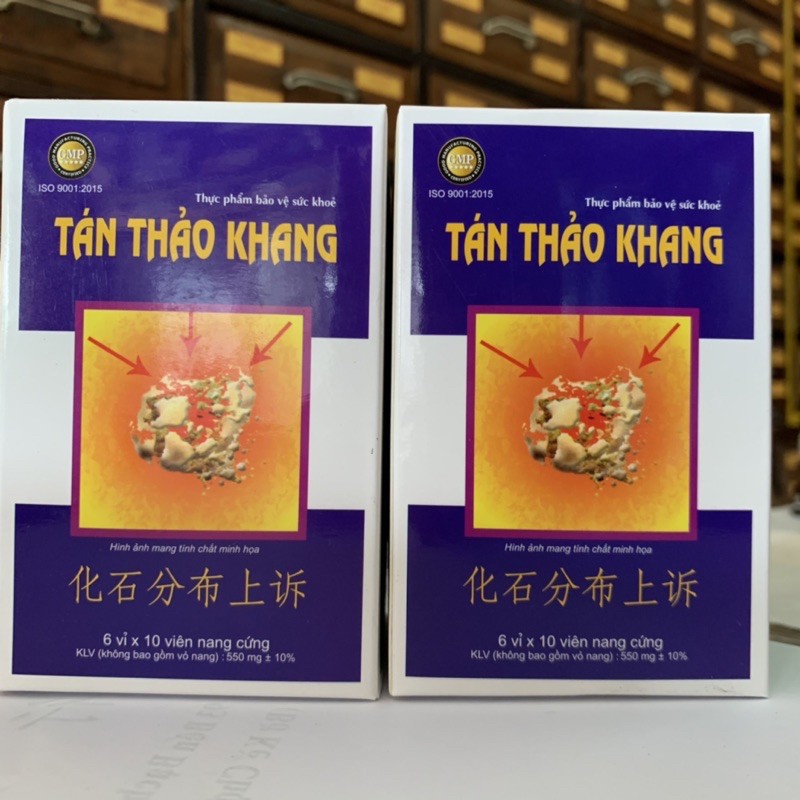 GMP
ISO 9001:2015
Thực phẩm bảo vệ sức khoẻ
TÁN THẢO KHANG
Hình ảnh mang tính chất minh họa
化石分布上诉
6 vỉ x 10 viên nang cứng
KLV (không bao gồm vỏ nang) : 550 mg ± 10%
GOOD MANUFACTURING PRACTICE
GMP
CERTIFIED
ISO 9001:2015
Thực phẩm bảo vệ sức khoẻ
TÁN THẢO KHANG
Hình ảnh mang tính chất minh họa
化石分布上诉
6 vỉ x 10 viên nang cứng
KLV (không bao gồm vỏ nang) : 550 mg ± 10%